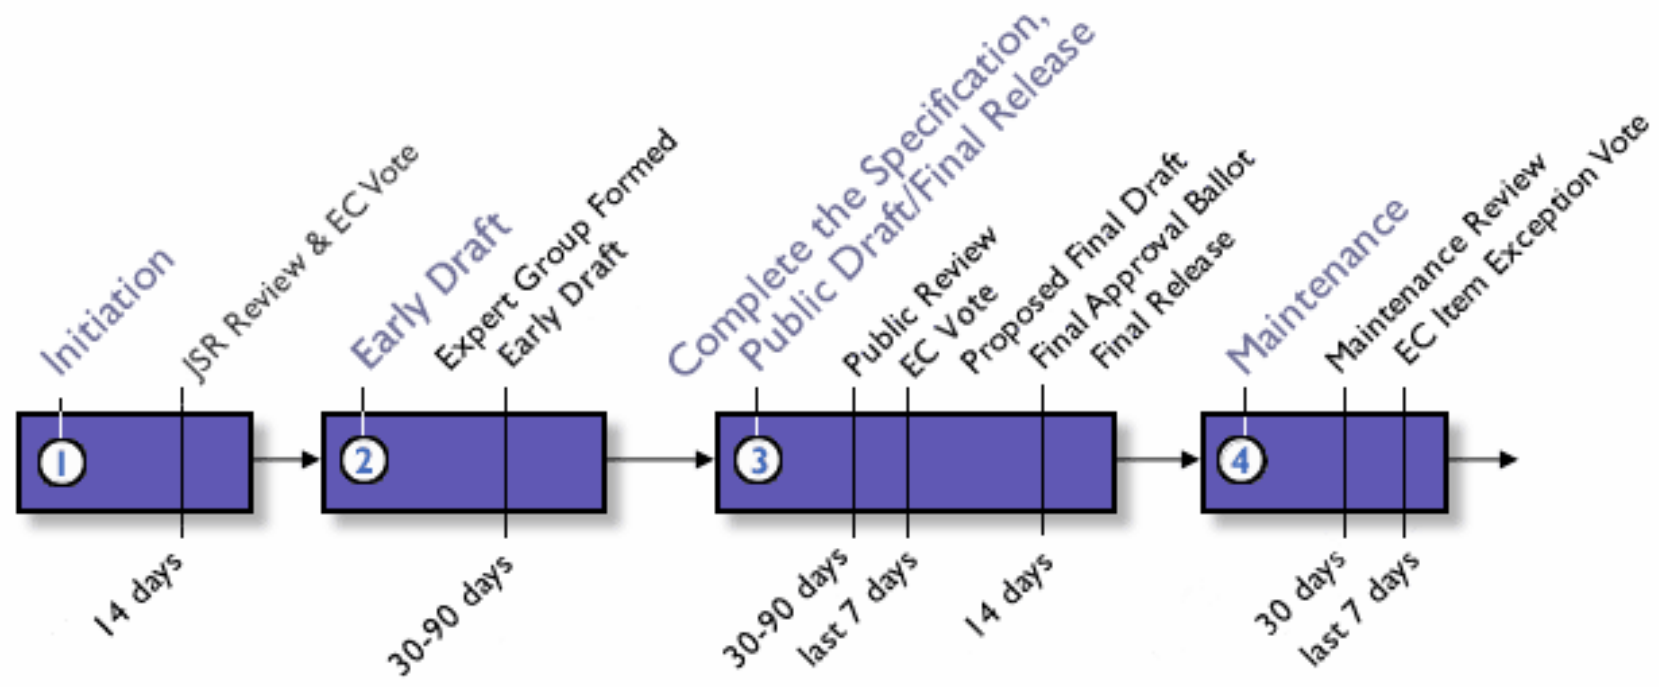 Initiation
JSR Review & EC Vote
Early Draft
Expert Group Formed
Early Draft
Complete the Specification,
Public Draft/Final Release
Public Review
EC Vote
Proposed Final Draft
Final Approval Ballot
Final Release
Maintenance
Maintenance Review
EC Item Exception Vote
1
2
3
4
14 days
30-90 days
30-90 days
last 7 days
14 days
30 days
last 7 days